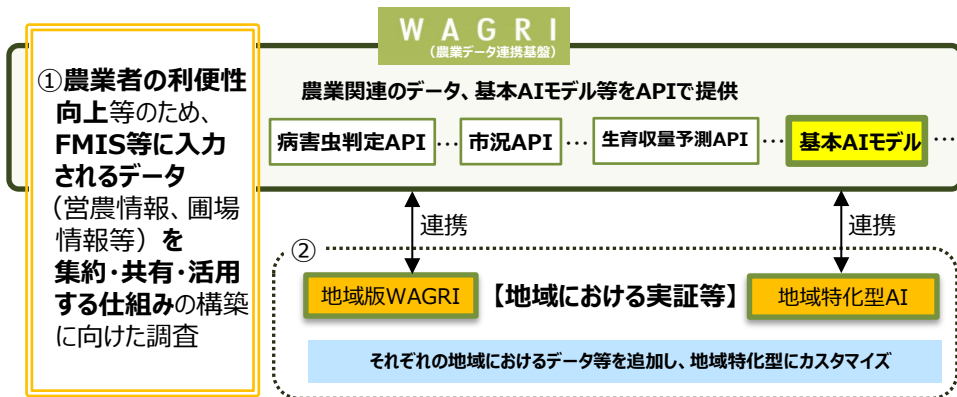 WAGRI
(農業データ連携基盤)
①農業者の利便性
向上等のため、
FMIS等に入力
されるデータ
(営農情報、圃場
情報等)を
集約・共有・活用
する仕組みの構築
に向けた調査
農業関連のデータ、基本AIモデル等をAPIで提供
病害虫判定API … 市況API … 生育収量予測API … 基本AIモデル …
連携 連携
②
地域版WAGRI 【地域における実証等】 地域特化型AI
それぞれの地域におけるデータ等を追加し、地域特化型にカスタマイズ